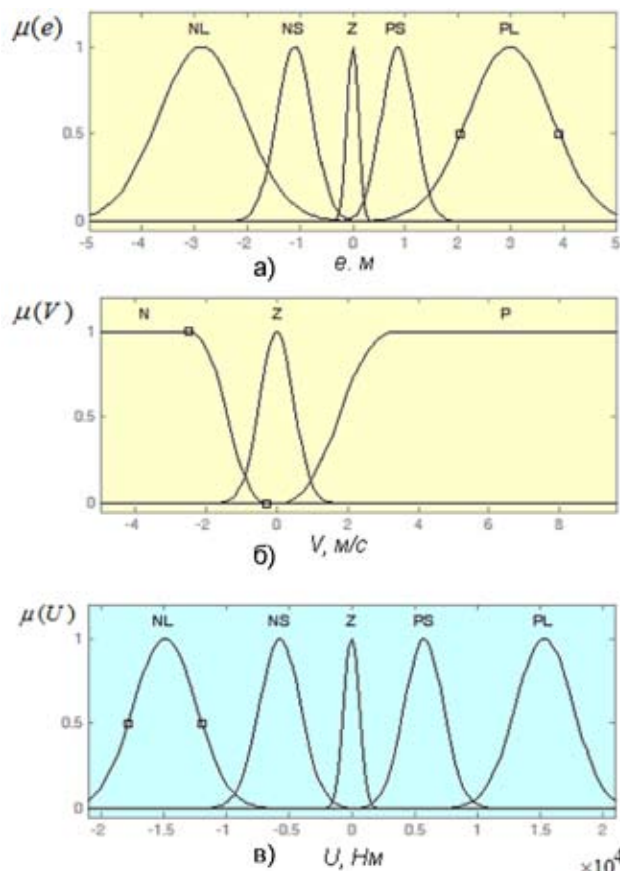 μ(e)
NL NS Z PS PL
1
0.5
0
-5 -4 -3 -2 -1 0 1 2 3 4 5
а) e. м
μ(V)
N Z P
1
0.5
0
-4 -2 0 2 4 6 8
V, м/с
б)
μ(U)
NL NS Z PS PL
1
0.5
0
-2 -1.5 -1 -0.5 0 0.5 1 1.5 2
в) U, Нм ×10⁴